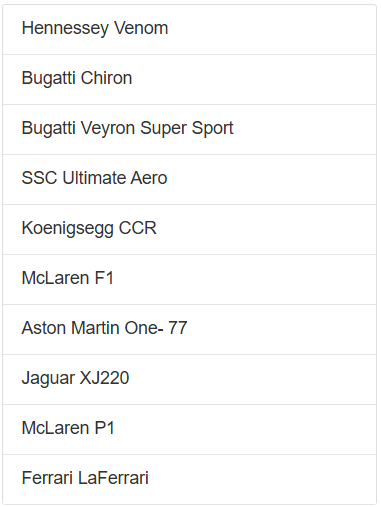 Hennessey Venom
Bugatti Chiron
Bugatti Veyron Super Sport
SSC Ultimate Aero
Koenigsegg CCR
McLaren F1
Aston Martin One- 77
Jaguar XJ220
McLaren P1
Ferrari LaFerrari